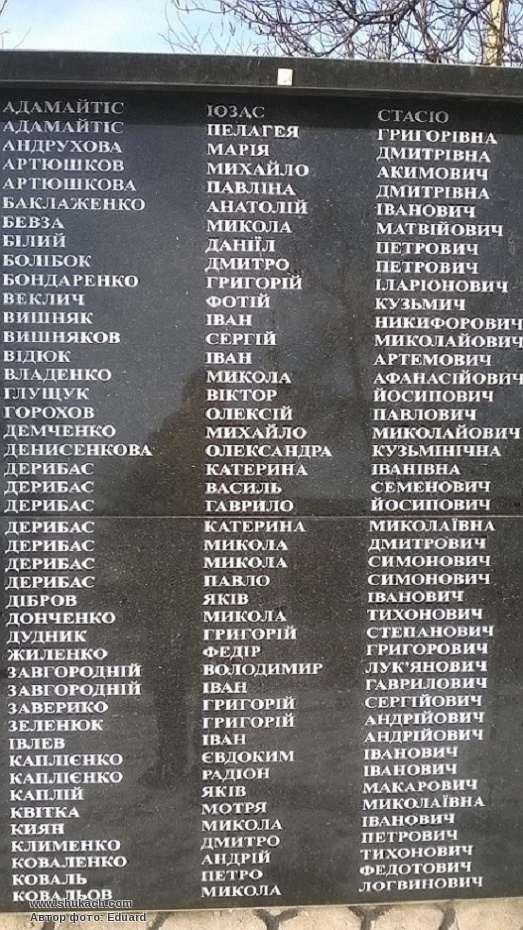 АДАМАЙТІС ЮЗАС СТАСІО
АДАМАЙТІС ПЕЛАГЕЯ ГРИГОРІВНА
АНДРУХОВА МАРІЯ ДМИТРІВНА
АРТЮШКОВ МИХАЙЛО АКИМОВИЧ
АРТЮШКОВА ПАВЛІНА ДМИТРІВНА
БАКЛАЖЕНКО АНАТОЛІЙ ІВАНОВИЧ
БЕВЗА МИКОЛА МАТВІЙОВИЧ
БІЛИЙ ДАНІЇЛ ПЕТРОВИЧ
БОЛІБОК ДМИТРО ПЕТРОВИЧ
БОНДАРЕНКО ГРИГОРІЙ ІЛАРІОНОВИЧ
ВЕКЛИЧ ФОТІЙ КУЗЬМИЧ
ВИШНЯК ІВАН НИКИФОРОВИЧ
ВИШНЯКОВ СЕРГІЙ МИКОЛАЙОВИЧ
ВІДЮК ІВАН АРТЕМОВИЧ
ВЛАДЕНКО МИКОЛА АФАНАСІЙОВИЧ
ГЛУЩУК ВІКТОР ЙОСИПОВИЧ
ГОРОХОВ ОЛЕКСІЙ ПАВЛОВИЧ
ДЕМЧЕНКО МИХАЙЛО МИКОЛАЙОВИЧ
ДЕНИСЕНКОВА ОЛЕКСАНДРА КУЗЬМІНІЧНА
ДЕРИБАС КАТЕРИНА ІВАНІВНА
ДЕРИБАС ВАСИЛЬ СЕМЕНОВИЧ
ДЕРИБАС ГАВРИЛО ЙОСИПОВИЧ
ДЕРИБАС КАТЕРИНА МИКОЛАЇВНА
ДЕРИБАС МИКОЛА ДМИТРОВИЧ
ДЕРИБАС МИКОЛА СИМОНОВИЧ
ДЕРИБАС ПАВЛО СИМОНОВИЧ
ДІБРОВ ЯКІВ ІВАНОВИЧ
ДОНЧЕНКО МИКОЛА ТИХОНОВИЧ
ДУДНИК ГРИГОРІЙ СТЕПАНОВИЧ
ЖИЛЕНКО ФЕДІР ГРИГОРОВИЧ
ЗАВГОРОДНІЙ ВОЛОДИМИР ЛУК'ЯНОВИЧ
ЗАВГОРОДНІЙ ІВАН ГАВРИЛОВИЧ
ЗАВЕРИКО ГРИГОРІЙ СЕРГІЙОВИЧ
ЗЕЛЕНЮК ГРИГОРІЙ АНДРІЙОВИЧ
ІВЛЕВ ІВАН АНДРІЙОВИЧ
КАПЛІЄНКО ЄВДОКИМ ІВАНОВИЧ
КАПЛІЄНКО РАДІОН ІВАНОВИЧ
КАПЛІЙ ЯКІВ МАКАРОВИЧ
КВІТКА МОТРЯ МИКОЛАЇВНА
КИЯН МИКОЛА ІВАНОВИЧ
КЛИМЕНКО ДМИТРО ПЕТРОВИЧ
КОВАЛЕНКО АНДРІЙ ТИХОНОВИЧ
КОВАЛЬ ПЕТРО ФЕДОТОВИЧ
КОВАЛЬОВ МИКОЛА ЛОГВИНОВИЧ
www.shukach.com
Автор фото: Eduard